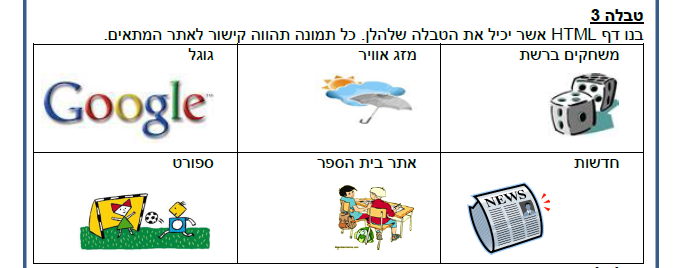 טבלה 3
בנו דף HTML אשר יכיל את הטבלה שלהלן. כל תמונה תהווה קישור לאתר המתאים.
משחקים ברשת
מזג אוויר
גוגל
Google™
חדשות
NEWS
אתר בית הספר
ספורט